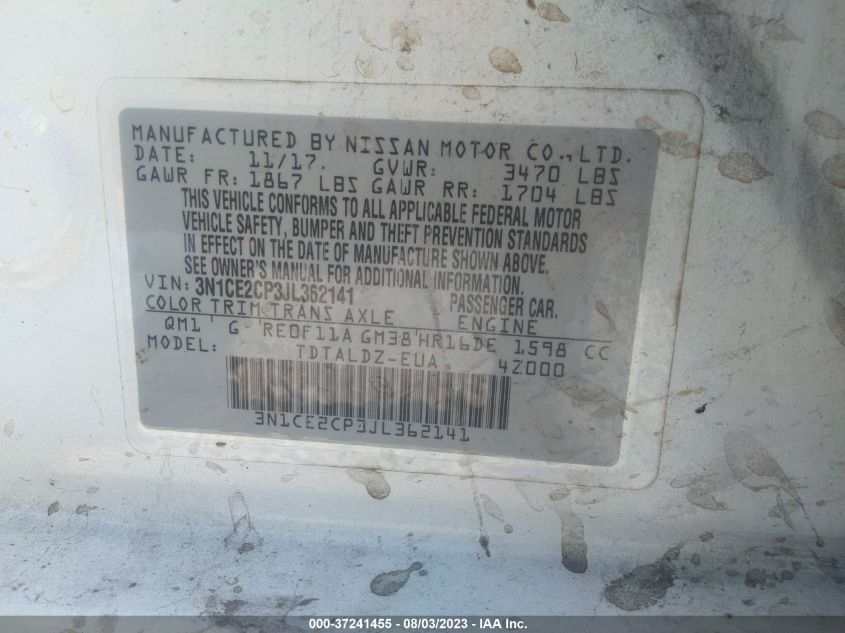 MANUFACTURED BY NISSAN MOTOR CO., LTD.
DATE: 11/17. GVWR: 3470 LBS
GAWR FR: 1867 LBS GAWR RR: 1704 LBS
THIS VEHICLE CONFORMS TO ALL APPLICABLE FEDERAL MOTOR
VEHICLE SAFETY, BUMPER AND THEFT PREVENTION STANDARDS
IN EFFECT ON THE DATE OF MANUFACTURE SHOWN ABOVE.
SEE OWNER'S MANUAL FOR ADDITIONAL INFORMATION.
VIN: 3N1CE2CP3JL362141 PASSENGER CAR.
COLOR TRIM TRANS AXLE ENGINE
QM1 G RE0F11A GM38 HR16DE 1598 CC
MODEL: TDTALDZ-EUA 42000
3N1CE2CP3JL362141
000-37241455 - 08/03/2023 - IAA Inc.